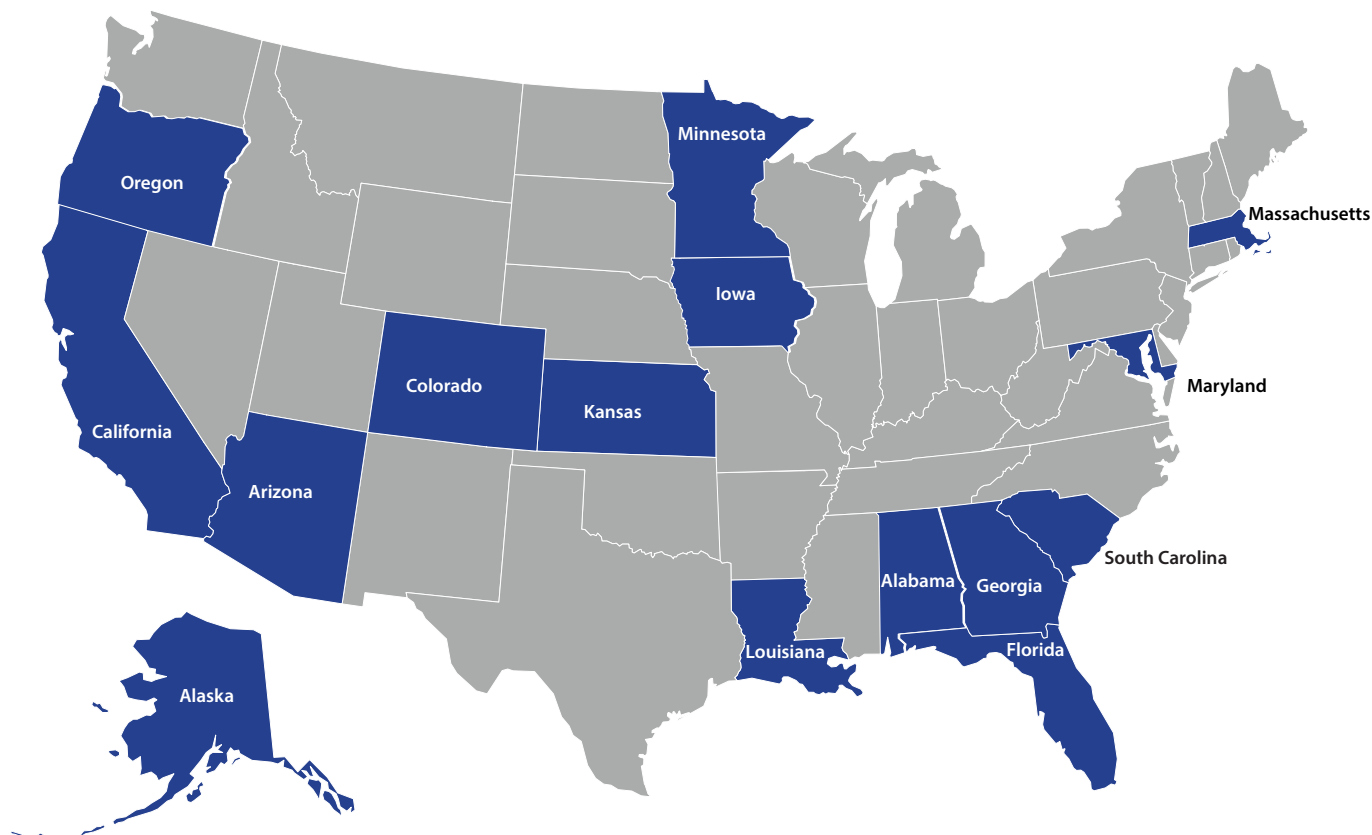 Minnesota
Oregon
Massachusetts
Iowa
Colorado
Maryland
Kansas
California
Arizona
South Carolina
Alabama
Georgia
Louisiana
Florida
Alaska